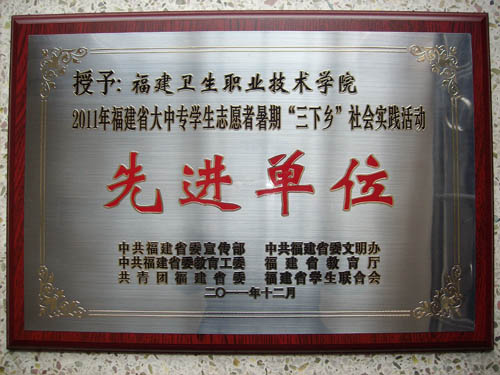 授予：福建卫生职业技术学院
2011年福建省大中专学生志愿者暑期“三下乡”社会实践活动
先进单位
中共福建省委宣传部 中共福建省委文明办
中共福建省委教育工委 福建省教育厅
共青团福建省委 福建省学生联合会
二〇一一年十二月